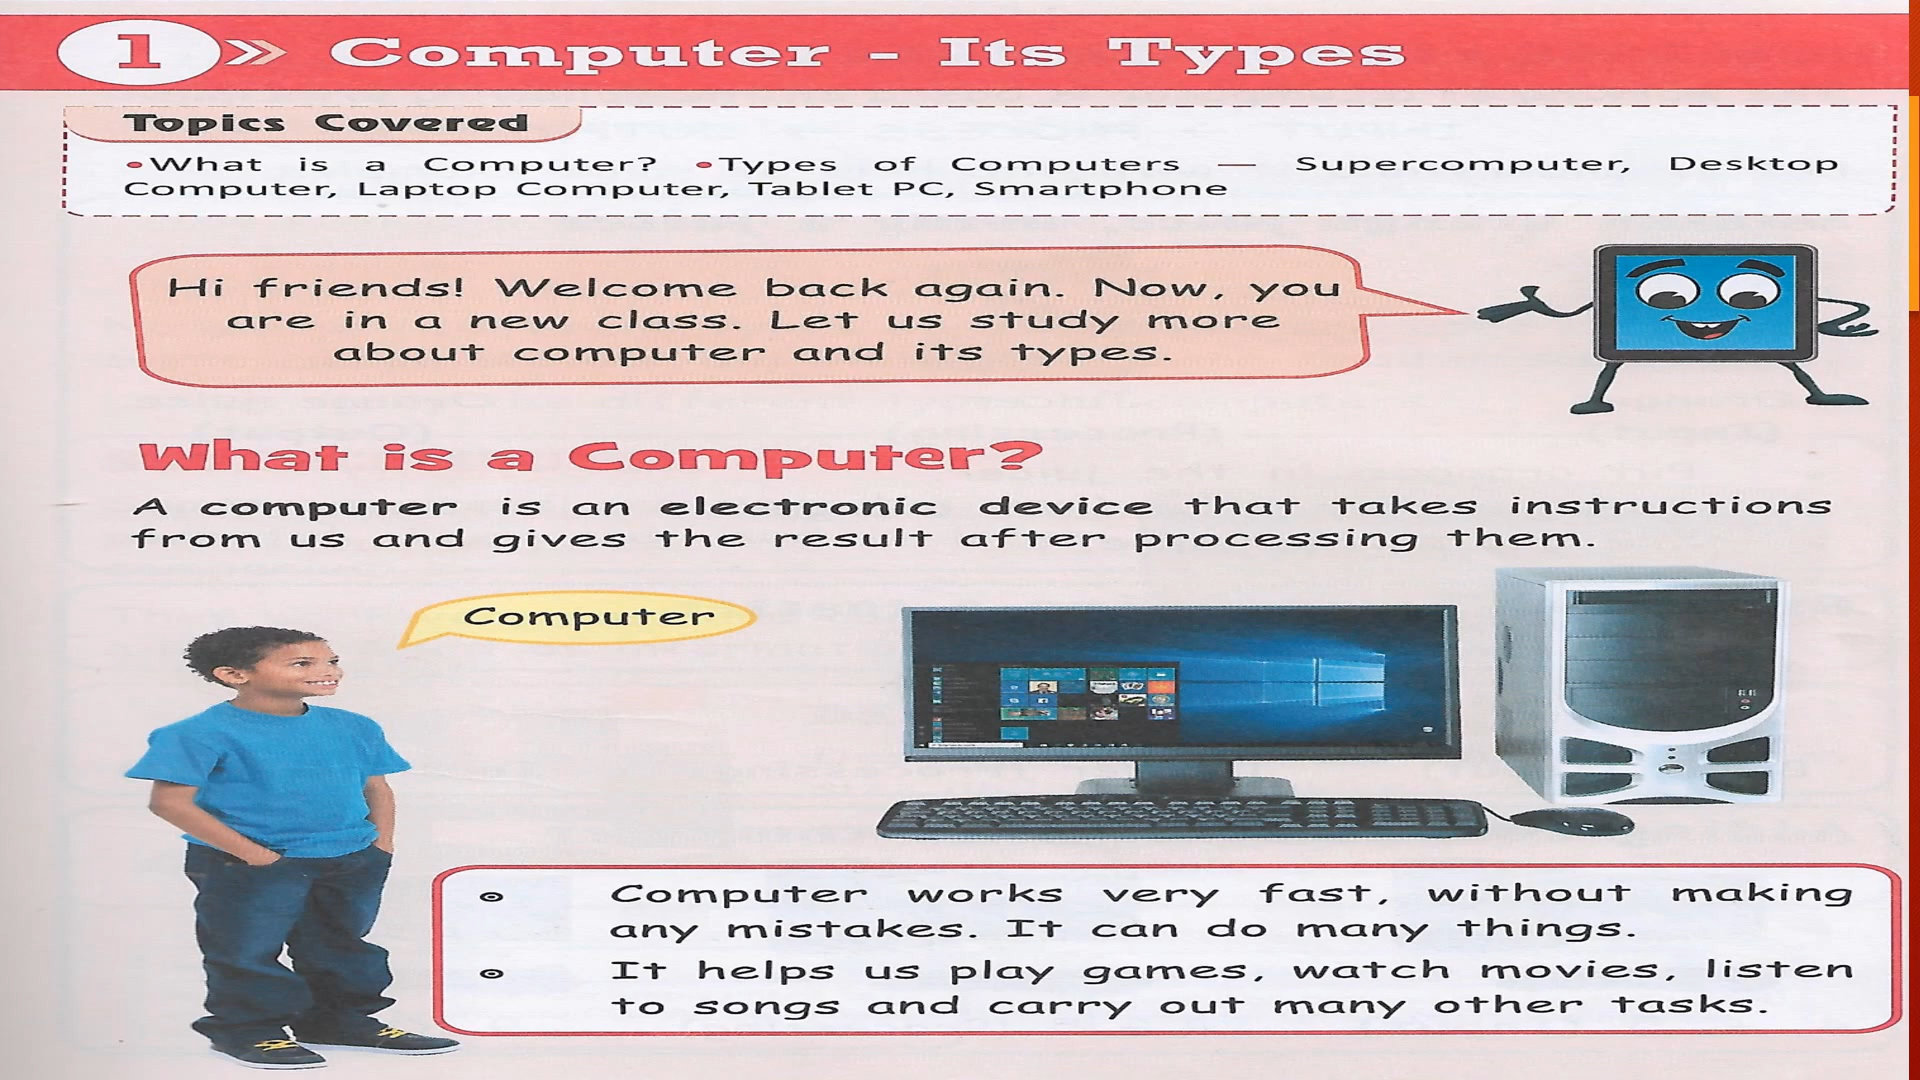 1 Computer - Its Types
Topics Covered
•What is a Computer? •Types of Computers — Supercomputer, Desktop
Computer, Laptop Computer, Tablet PC, Smartphone
Hi friends! Welcome back again. Now, you
are in a new class. Let us study more
about computer and its types.
What is a Computer?
A computer is an electronic device that takes instructions
from us and gives the result after processing them.
Computer
Computer works very fast, without making
any mistakes. It can do many things.
It helps us play games, watch movies, listen
to songs and carry out many other tasks.